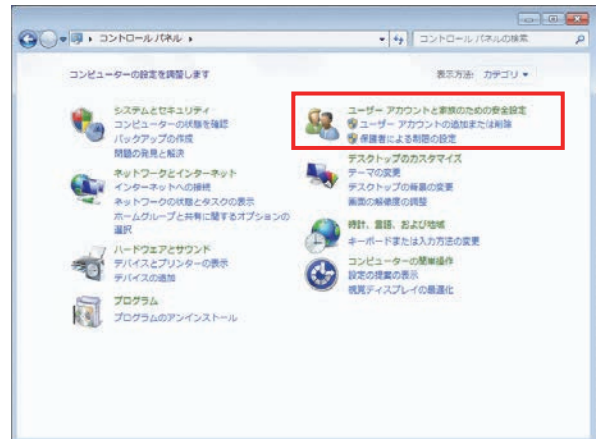 コントロール パネル
コントロール パネルの検索
コンピューターの設定を調整します
表示方法: カテゴリ
システムとセキュリティ
コンピューターの状態を確認
バックアップの作成
問題の発見と解決
ネットワークとインターネット
インターネットへの接続
ネットワークの状態とタスクの表示
ホームグループと共有に関するオプションの
選択
ハードウェアとサウンド
デバイスとプリンターの表示
デバイスの追加
プログラム
プログラムのアンインストール
ユーザー アカウントと家族のための安全設定
ユーザー アカウントの追加または削除
保護者による制限の設定
デスクトップのカスタマイズ
テーマの変更
デスクトップの背景の変更
画面の解像度の調整
時計、言語、および地域
キーボードまたは入力方法の変更
コンピューターの簡単操作
設定の提案の表示
視覚ディスプレイの最適化